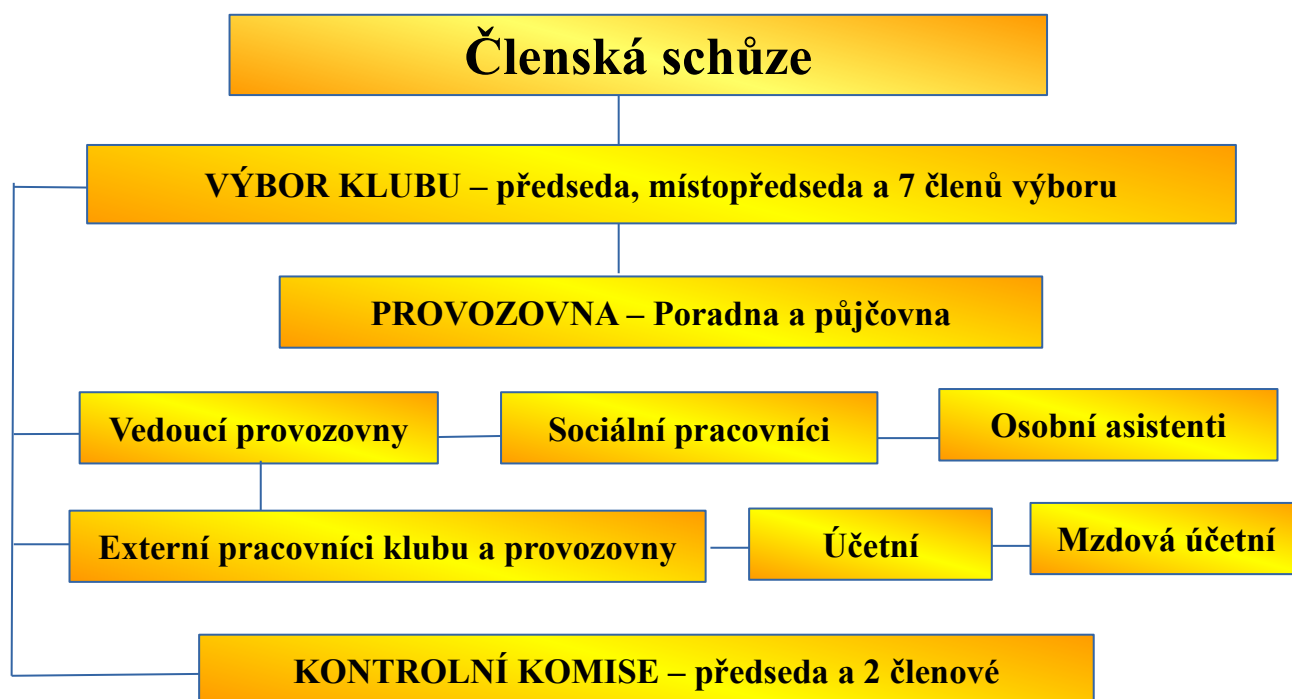 Členská schůze
VÝBOR KLUBU – předseda, místopředseda a 7 členů výboru
PROVOZOVNA – Poradna a půjčovna
Vedoucí provozovny
Sociální pracovníci
Osobní asistenti
Externí pracovníci klubu a provozovny
Účetní
Mzdová účetní
KONTROLNÍ KOMISE – předseda a 2 členové